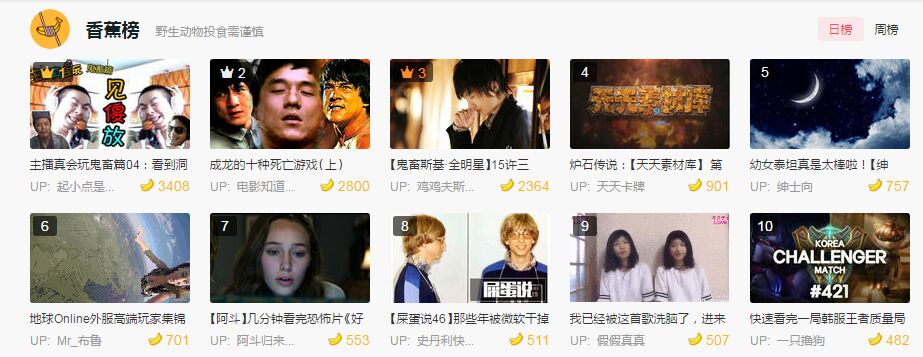 香蕉榜 野生动物投食需谨慎 日榜 周榜
见傻放
2
3
4 天天素材库
5
主播真会玩鬼畜篇04：看到洞
成龙的十种死亡游戏(上)
【鬼畜斯基·全明星】15许三
炉石传说：【天天素材库】 第
幼女泰坦真是太棒啦！【绅
UP: 起小点是... 3408
UP: 电影知道... 2800
UP: 鸡鸡夫斯... 2364
UP: 天天卡牌 901
UP: 绅士向 757
6
7
8 屌蛋说
9 LOVE
10 KOREA
CHALLENGER
MATCH
#421
地球Online外服高端玩家集锦
【阿斗】几分钟看完恐怖片《好
【屌蛋说46】那些年被微软干掉
我已经被这首歌洗脑了，进来
快速看完一局韩服王者质量局
UP: Mr_布鲁 701
UP: 阿斗归来... 553
UP: 史丹利快... 511
UP: 假假真真 507
UP: 一只擼狗 482